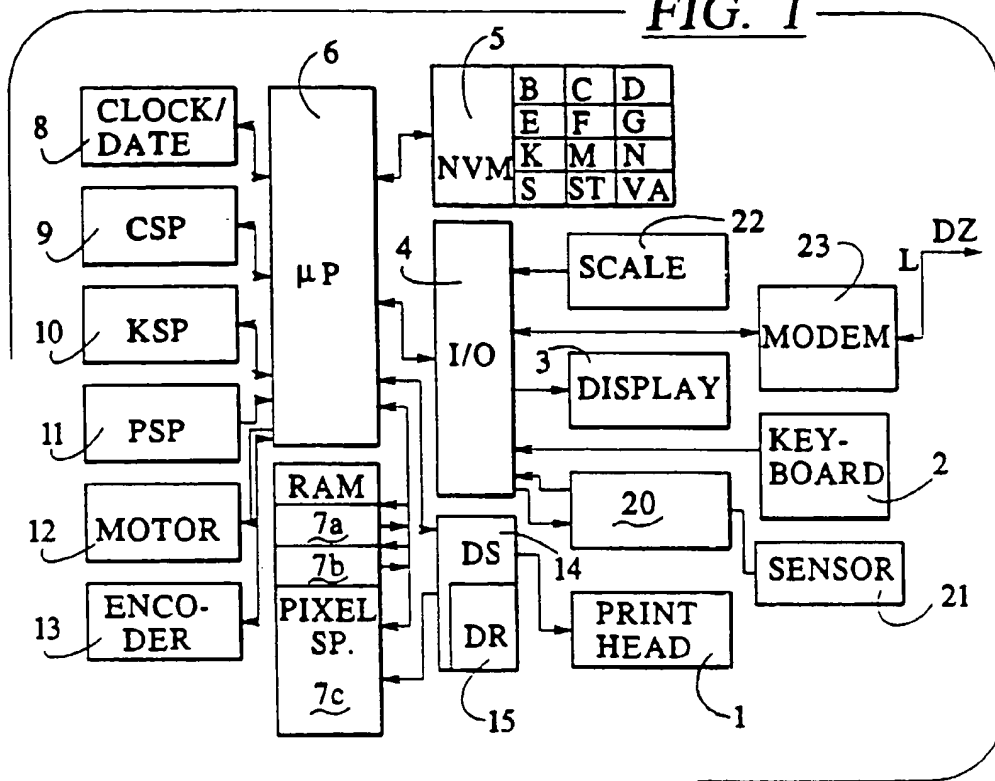 FIG. 1
6
5
8
CLOCK/
DATE
NVM
B C D
E F G
K M N
S ST VA
9
CSP
µP
4
22
SCALE
23
L
DZ
10
KSP
I/O
3
DISPLAY
MODEM
11
PSP
KEY-
BOARD
2
12
MOTOR
RAM
7a
7b
20
DS
14
SENSOR
21
13
ENCO-
DER
PIXEL
SP.
7c
DR
15
PRINT
HEAD
1